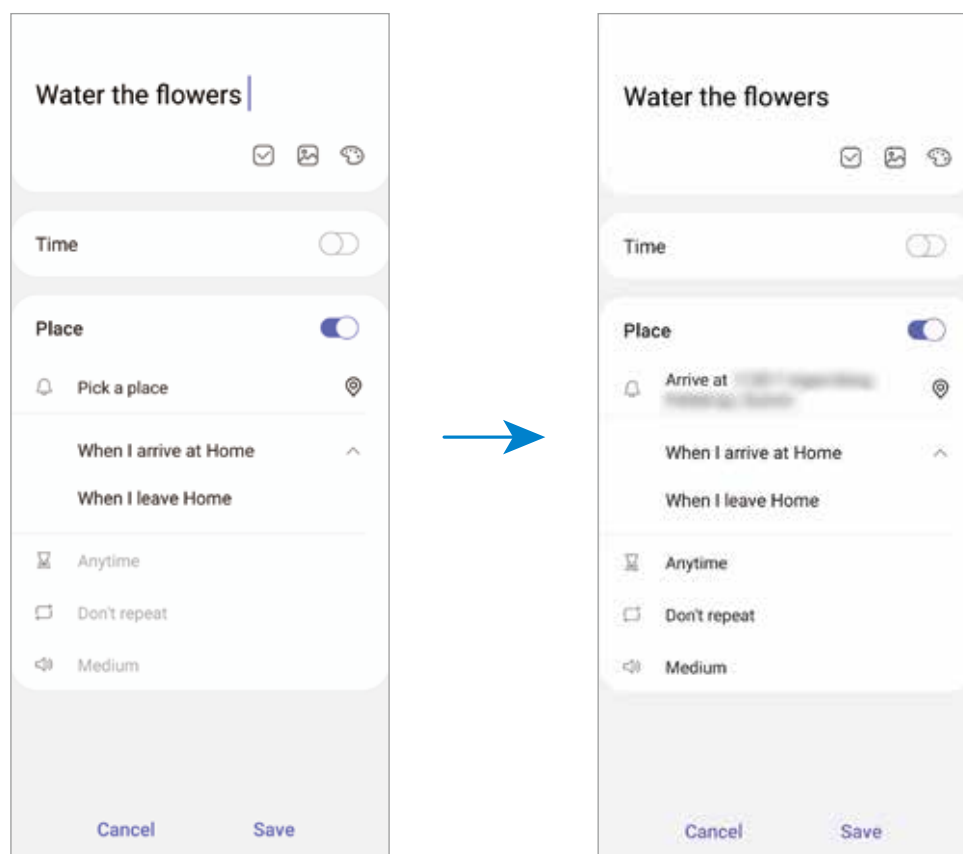 Water the flowers
Time
Place
Pick a place
When I arrive at Home
When I leave Home
Anytime
Don't repeat
Medium
Cancel Save
Water the flowers
Time
Place
Arrive at
When I arrive at Home
When I leave Home
Anytime
Don't repeat
Medium
Cancel Save